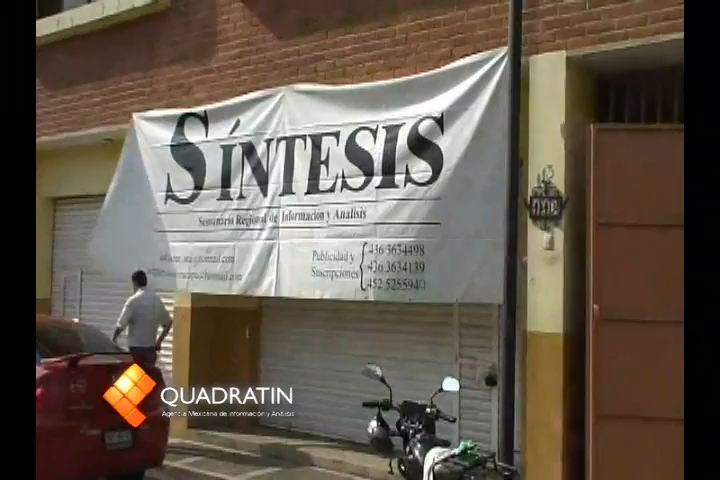 SÍNTESIS
Semanario Regional de Información y Análisis
Publicidad y
Suscripciones
436 3634498
436 3634139
452 5255940
QUADRATIN
Agencia Mexicana de Información y Análisis